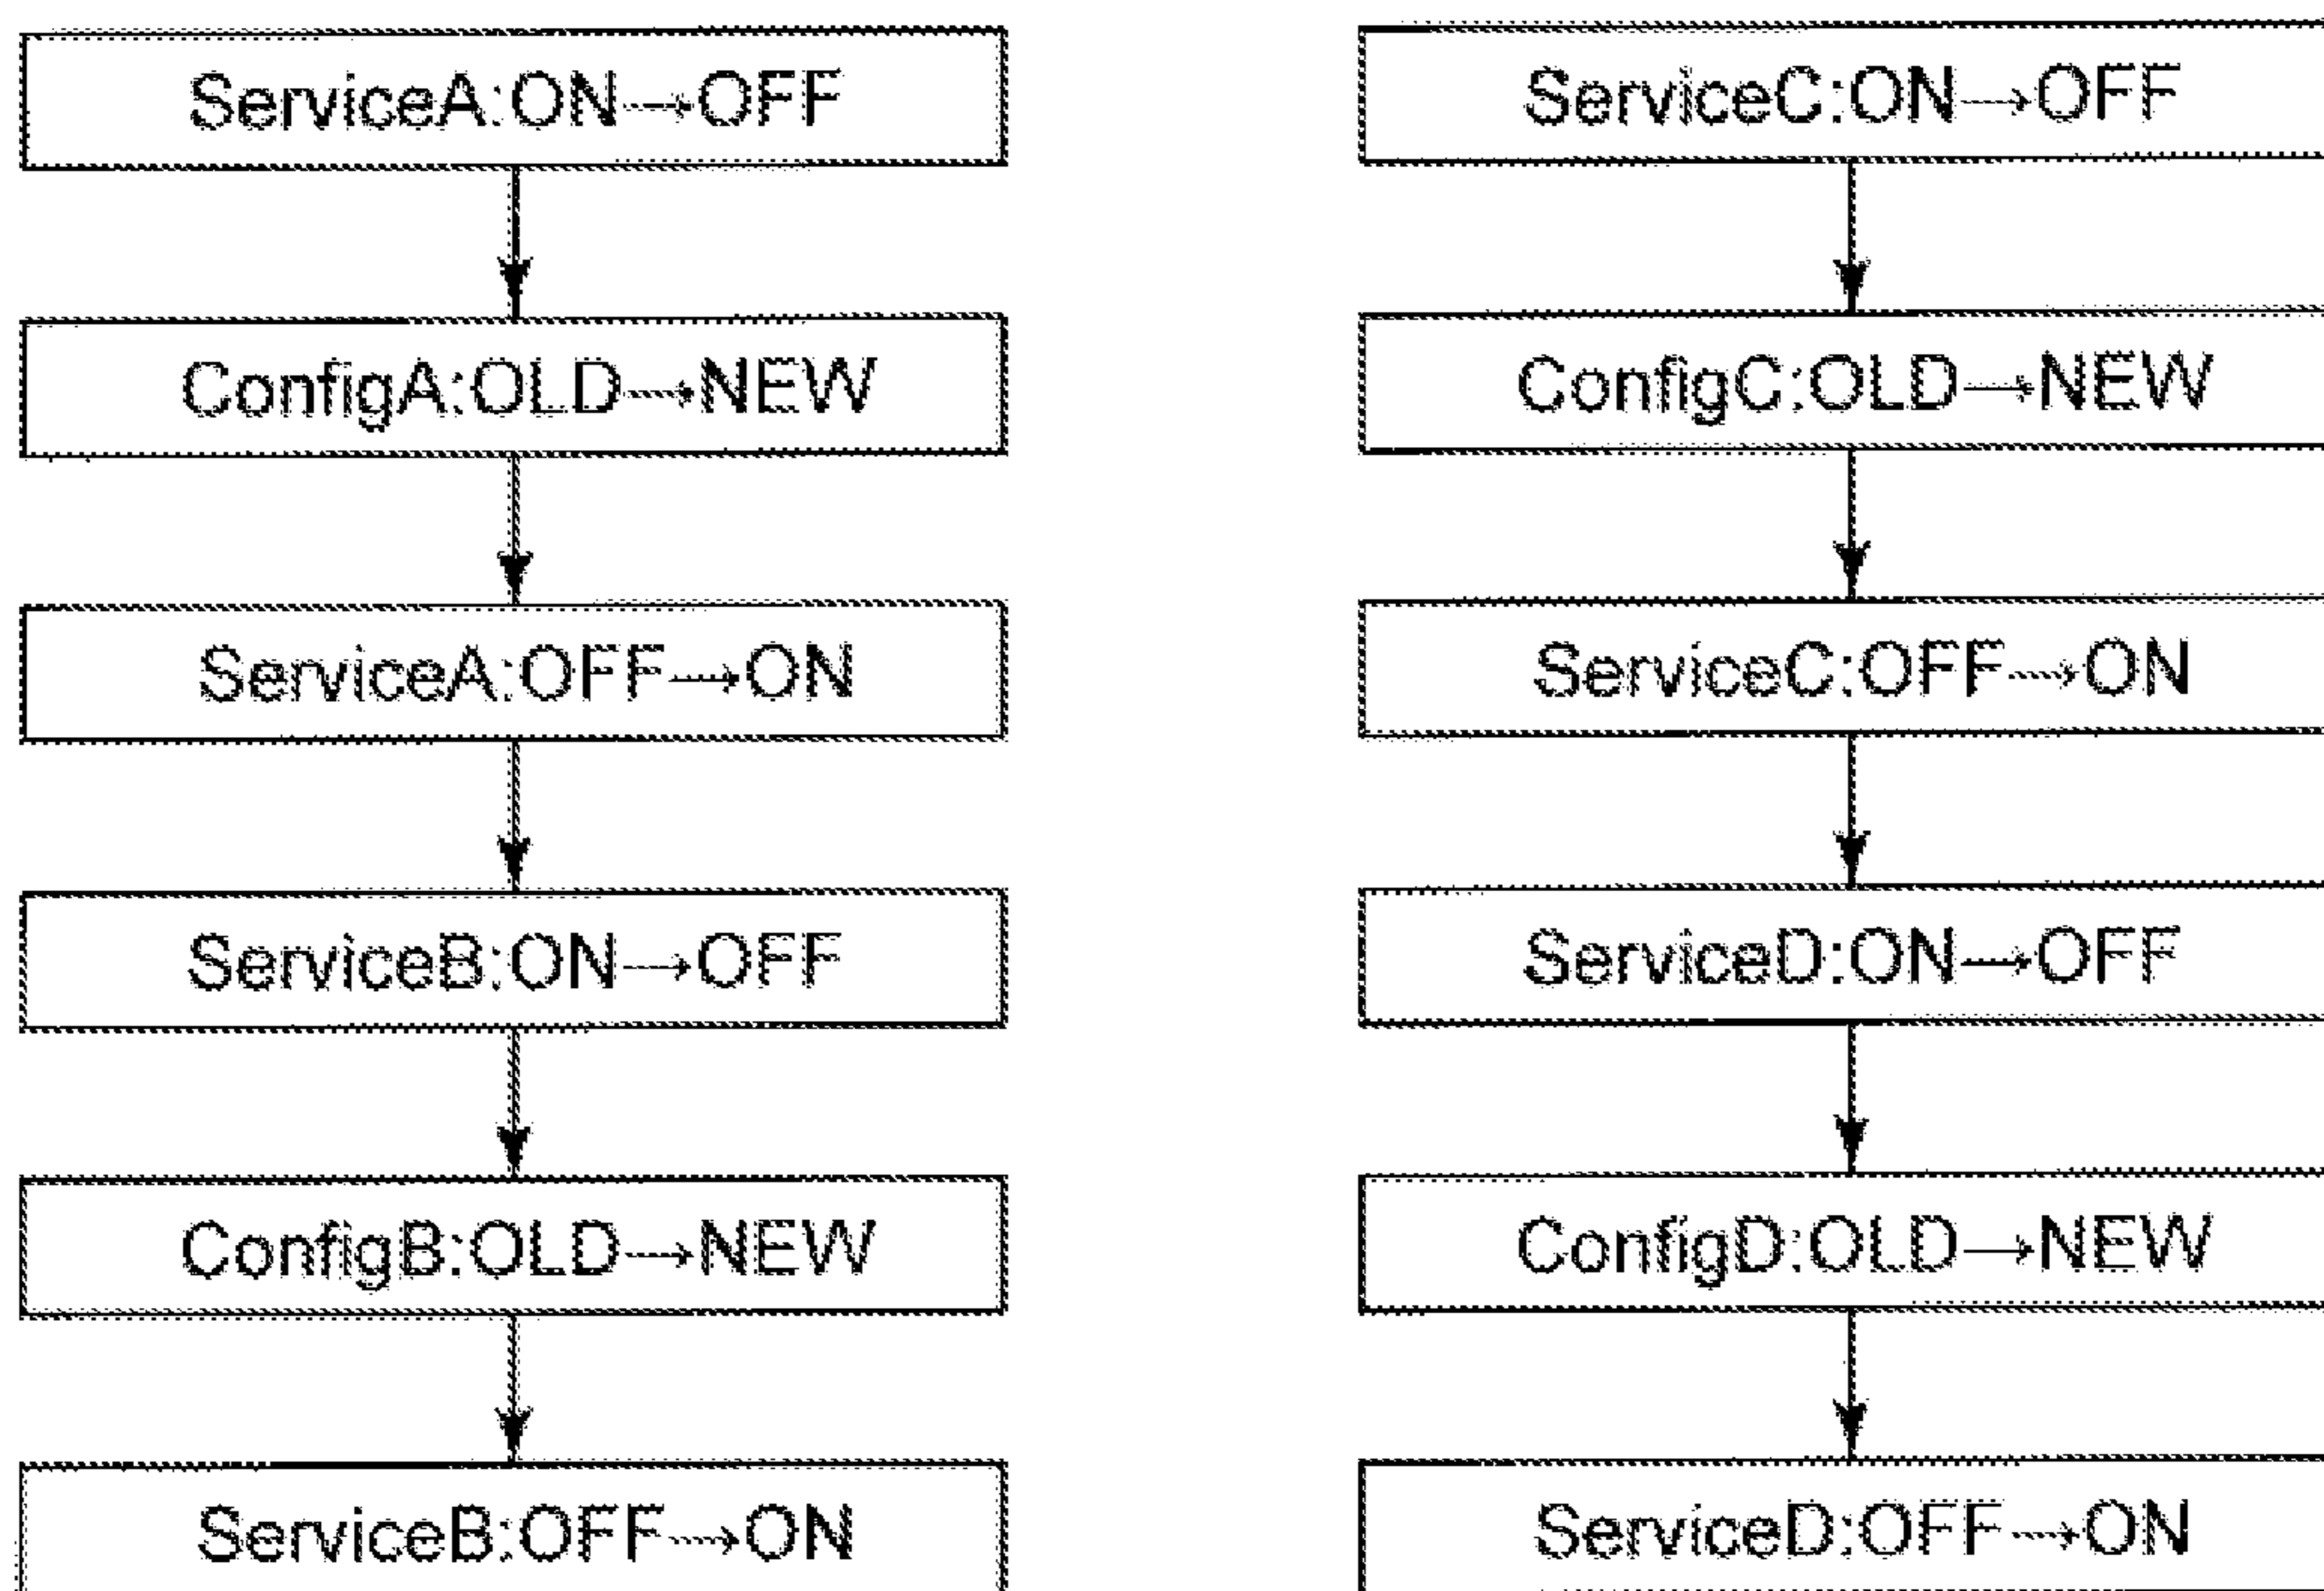 ServiceA:ON→OFF
ConfigA:OLD→NEW
ServiceA:OFF→ON
ServiceB:ON→OFF
ConfigB:OLD→NEW
ServiceB:OFF→ON
ServiceC:ON→OFF
ConfigC:OLD→NEW
ServiceC:OFF→ON
ServiceD:ON→OFF
ConfigD:OLD→NEW
ServiceD:OFF→ON